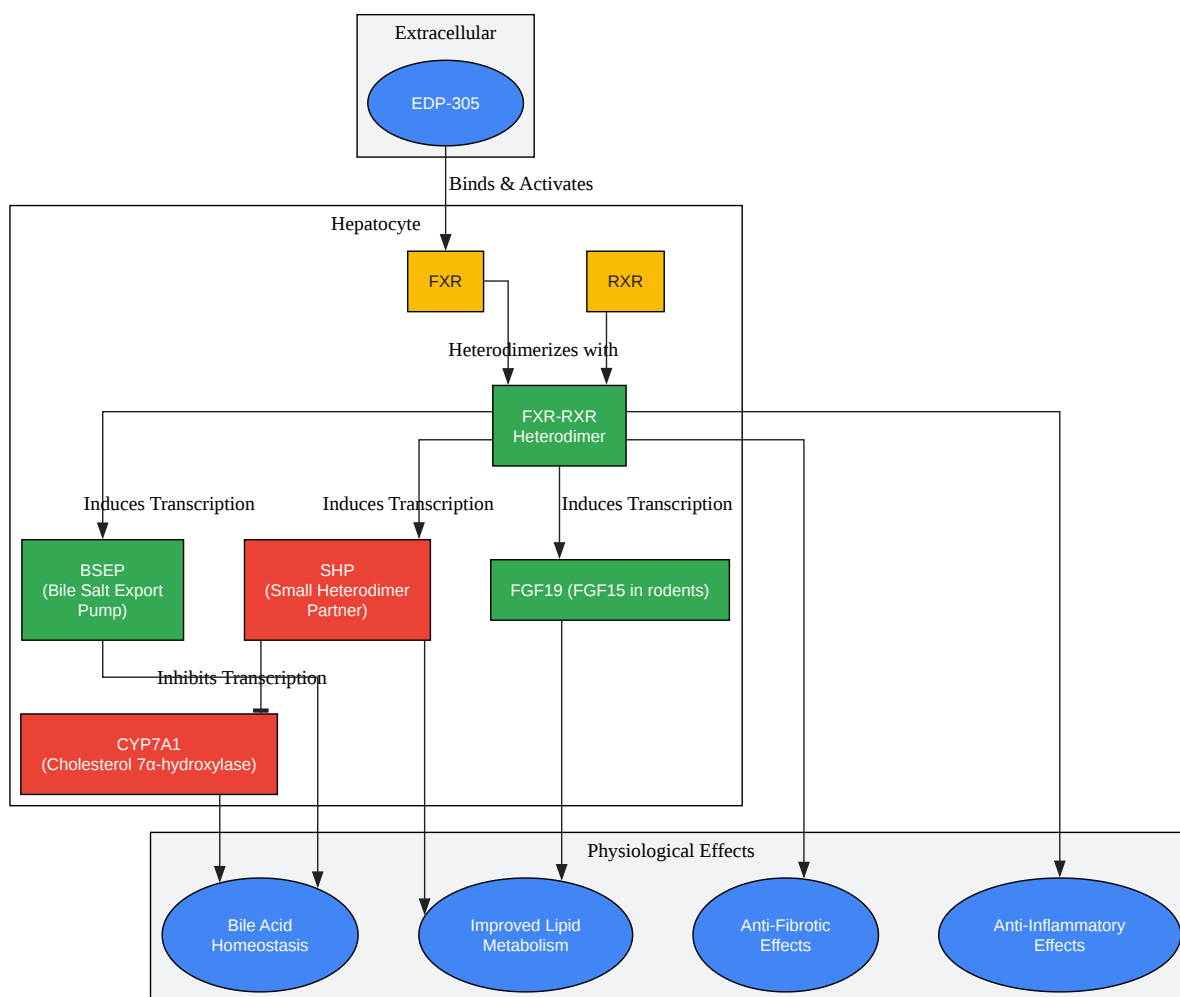 Extracellular
EDP-305
Binds & Activates
Hepatocyte
FXR
RXR
Heterodimerizes with
FXR-RXR
Heterodimer
Induces Transcription
Induces Transcription
Induces Transcription
BSEP
(Bile Salt Export
Pump)
SHP
(Small Heterodimer
Partner)
FGF19 (FGF15 in rodents)
Inhibits Transcription
CYP7A1
(Cholesterol 7α-hydroxylase)
Physiological Effects
Bile Acid
Homeostasis
Improved Lipid
Metabolism
Anti-Fibrotic
Effects
Anti-Inflammatory
Effects